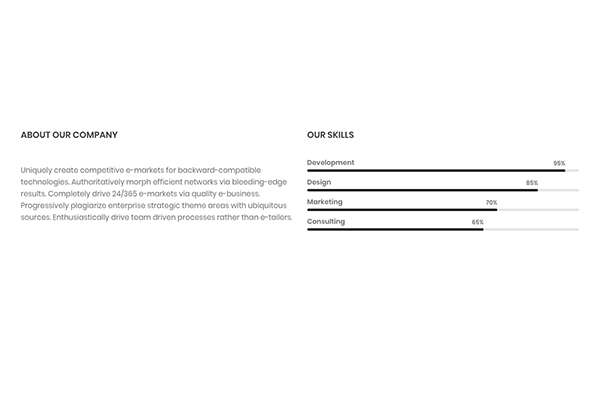 ABOUT OUR COMPANY
Uniquely create competitive e-markets for backward-compatible
technologies. Authoritatively morph efficient networks via bleeding-edge
results. Completely drive 24/365 e-markets via quality e-business.
Progressively plagiarize enterprise strategic theme areas with ubiquitous
sources. Enthusiastically drive team driven processes rather than e-tailers.
OUR SKILLS
Development 95%
Design 85%
Marketing 70%
Consulting 65%